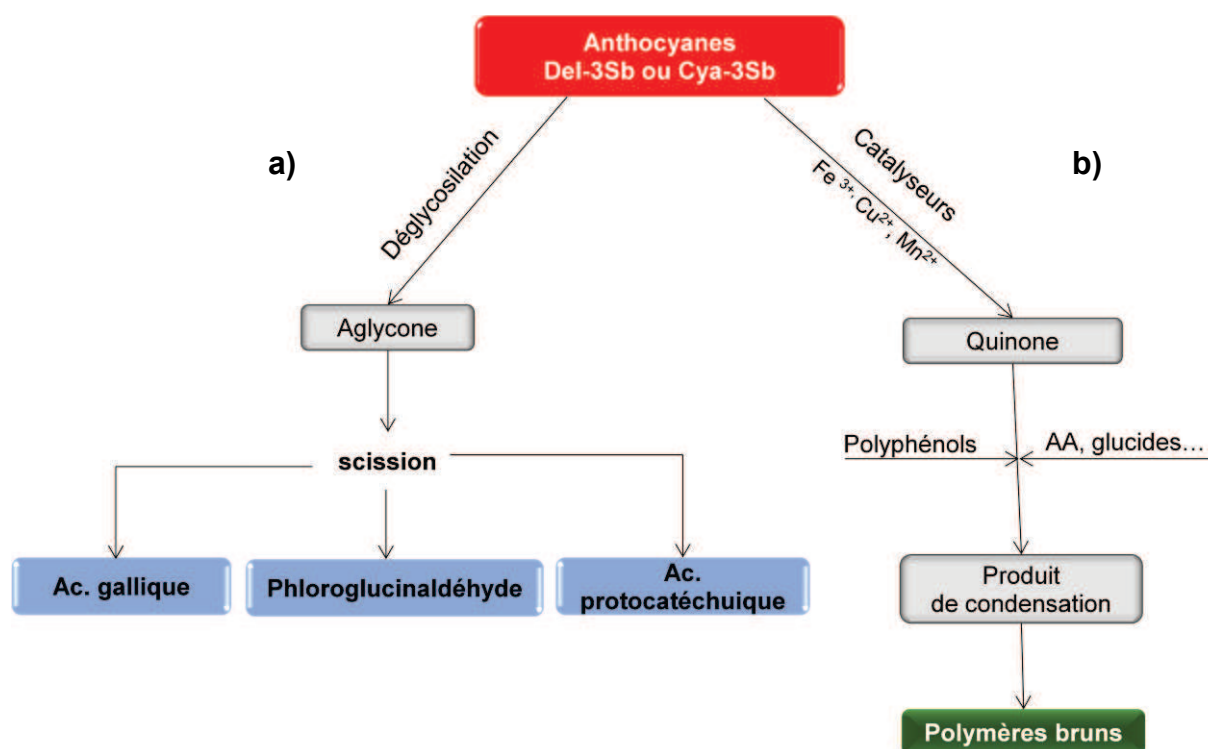 Anthocyanes
Del-3Sb ou Cya-3Sb
a)
Déglycosilation
Catalyseurs
Fe 3+, Cu2+, Mn2+
b)
Aglycone
Quinone
scission
Polyphénols
AA, glucides…
Ac. gallique
Phloroglucinaldéhyde
Ac.
protocatéchuique
Produit
de condensation
Polymères bruns